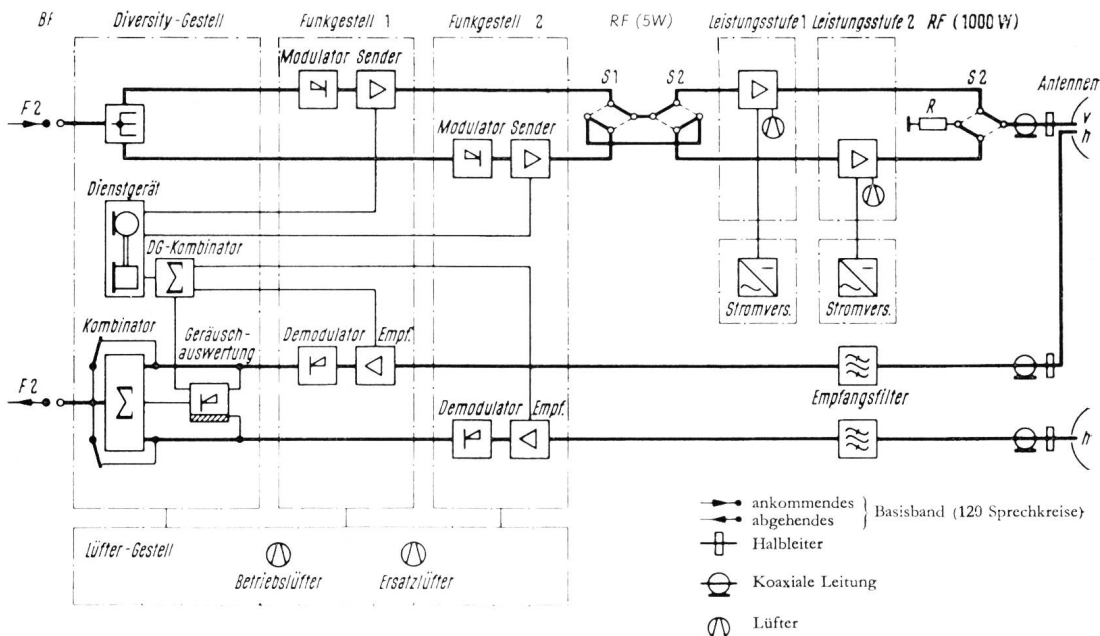 BF Diversity-Gestell Funkgestell 1 Funkgestell 2 RF (5W) Leistungsstufe 1 Leistungsstufe 2 RF (1000 W)
Modulator Sender
S1 S2 S2
Antennen
F2
R
v
h
Modulator Sender
Dienstgerät
DG-Kombinator
Σ
Stromvers. Stromvers.
Kombinator
Geräusch-
auswertung
Demodulator Empf.
F2
Σ
Empfangsfilter
Demodulator Empf.
h
ankommendes
abgehendes
Basisband (120 Sprechkreise)
Halbleiter
Koaxiale Leitung
Lüfter
Lüfter-Gestell
Betriebslüfter Ersatzlüfter